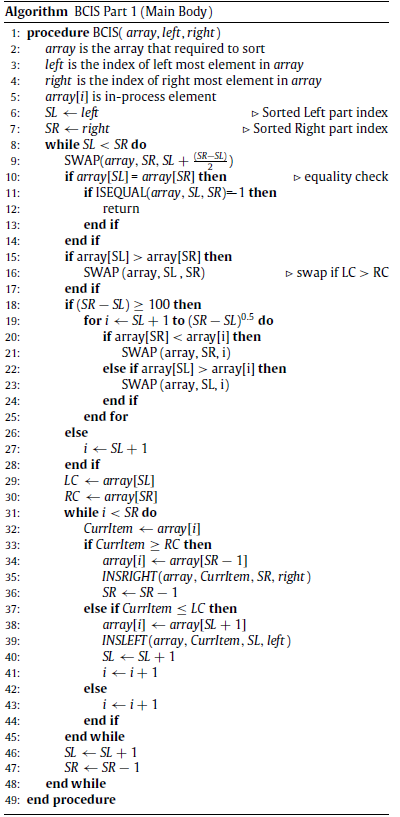 Algorithm BCIS Part 1 (Main Body)
1: procedure BCIS( array, left, right)
2: array is the array that required to sort
3: left is the index of left most element in array
4: right is the index of right most element in array
5: array[i] is in-process element
6: SL ← left ▷ Sorted Left part index
7: SR ← right ▷ Sorted Right part index
8: while SL < SR do
9: SWAP(array, SR, SL + (SR−SL)/2)
10: if array[SL] = array[SR] then ▷ equality check
11: if ISEQUAL(array, SL, SR)=-1 then
12: return
13: end if
14: end if
15: if array[SL] > array[SR] then
16: SWAP (array, SL , SR) ▷ swap if LC > RC
17: end if
18: if (SR − SL) ≥ 100 then
19: for i ← SL + 1 to (SR − SL)^0.5 do
20: if array[SR] < array[i] then
21: SWAP (array, SR, i)
22: else if array[SL] > array[i] then
23: SWAP (array, SL, i)
24: end if
25: end for
26: else
27: i ← SL + 1
28: end if
29: LC ← array[SL]
30: RC ← array[SR]
31: while i < SR do
32: CurrItem ← array[i]
33: if CurrItem ≥ RC then
34: array[i] ← array[SR − 1]
35: INSRIGHT(array, CurrItem, SR, right)
36: SR ← SR − 1
37: else if CurrItem ≤ LC then
38: array[i] ← array[SL + 1]
39: INSLEFT(array, CurrItem, SL, left)
40: SL ← SL + 1
41: i ← i + 1
42: else
43: i ← i + 1
44: end if
45: end while
46: SL ← SL + 1
47: SR ← SR − 1
48: end while
49: end procedure